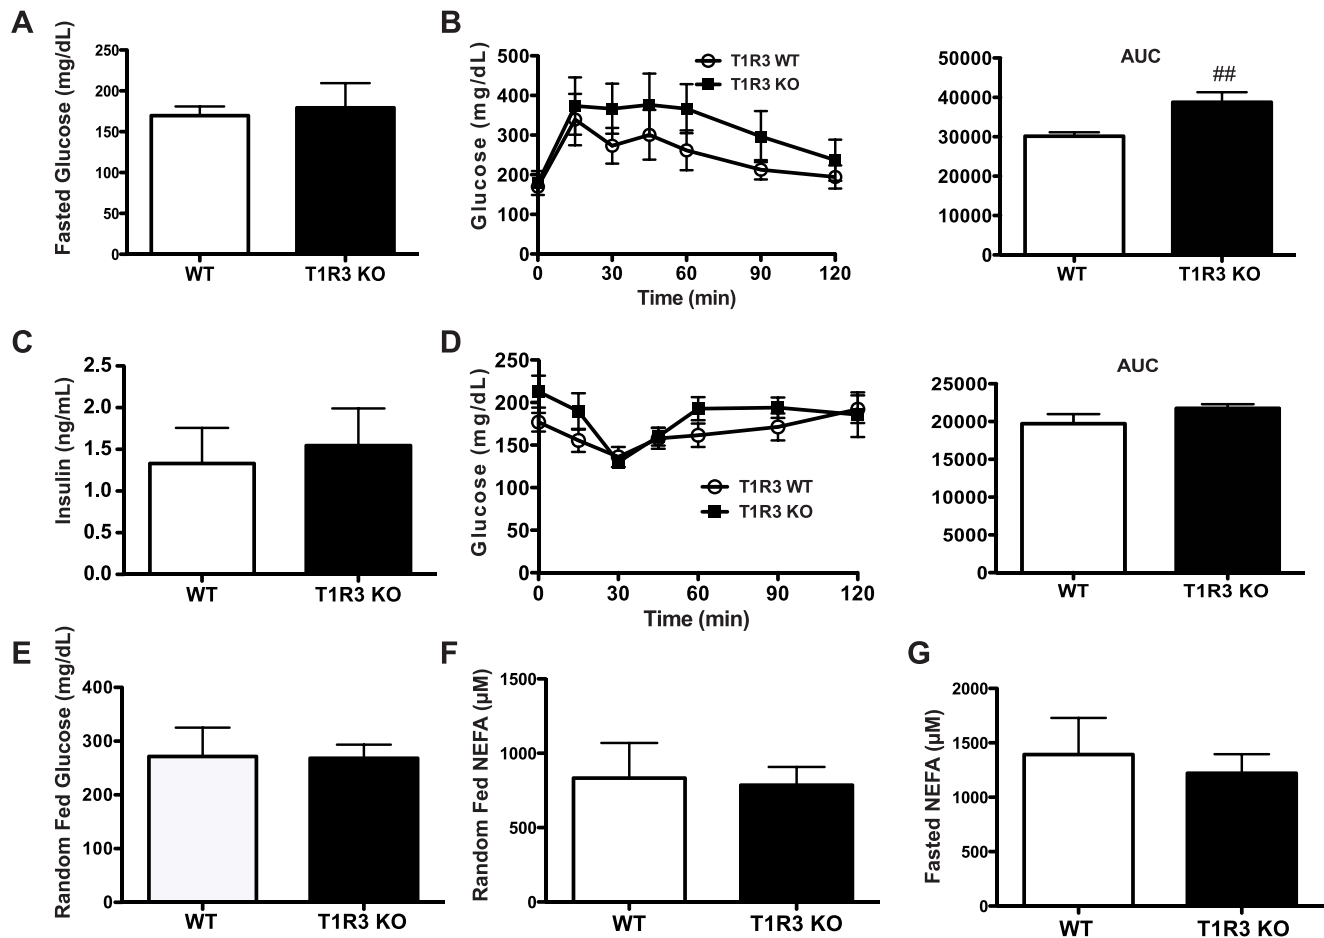 A
Fasted Glucose (mg/dL)
250
200
150
100
50
0
WT
T1R3 KO
B
Glucose (mg/dL)
500
400
300
200
100
0
T1R3 WT
T1R3 KO
0
30
60
90
120
Time (min)
AUC
##
50000
40000
30000
20000
10000
0
WT
T1R3 KO
C
Insulin (ng/mL)
2.5
2.0
1.5
1.0
0.5
0.0
WT
T1R3 KO
D
Glucose (mg/dL)
250
200
150
100
50
0
T1R3 WT
T1R3 KO
0
30
60
90
120
Time (min)
AUC
25000
20000
15000
10000
5000
0
WT
T1R3 KO
E
Random Fed Glucose (mg/dL)
400
300
200
100
0
WT
T1R3 KO
F
Random Fed NEFA (µM)
1500
1000
500
0
WT
T1R3 KO
G
Fasted NEFA (µM)
2000
1500
1000
500
0
WT
T1R3 KO